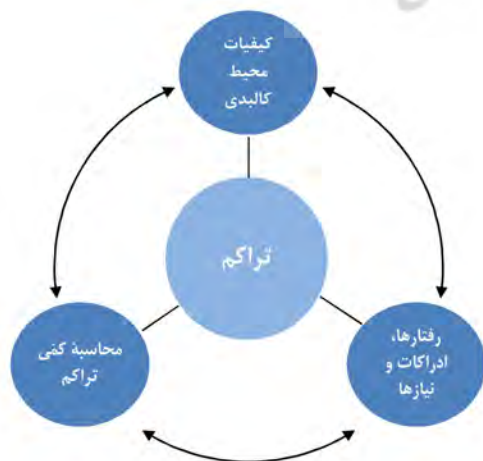 کیفیات
محیط
کالبدی
تراکم
رفتارها،
ادراکات و
نیازها
محاسبهٔ کمّی
تراکم